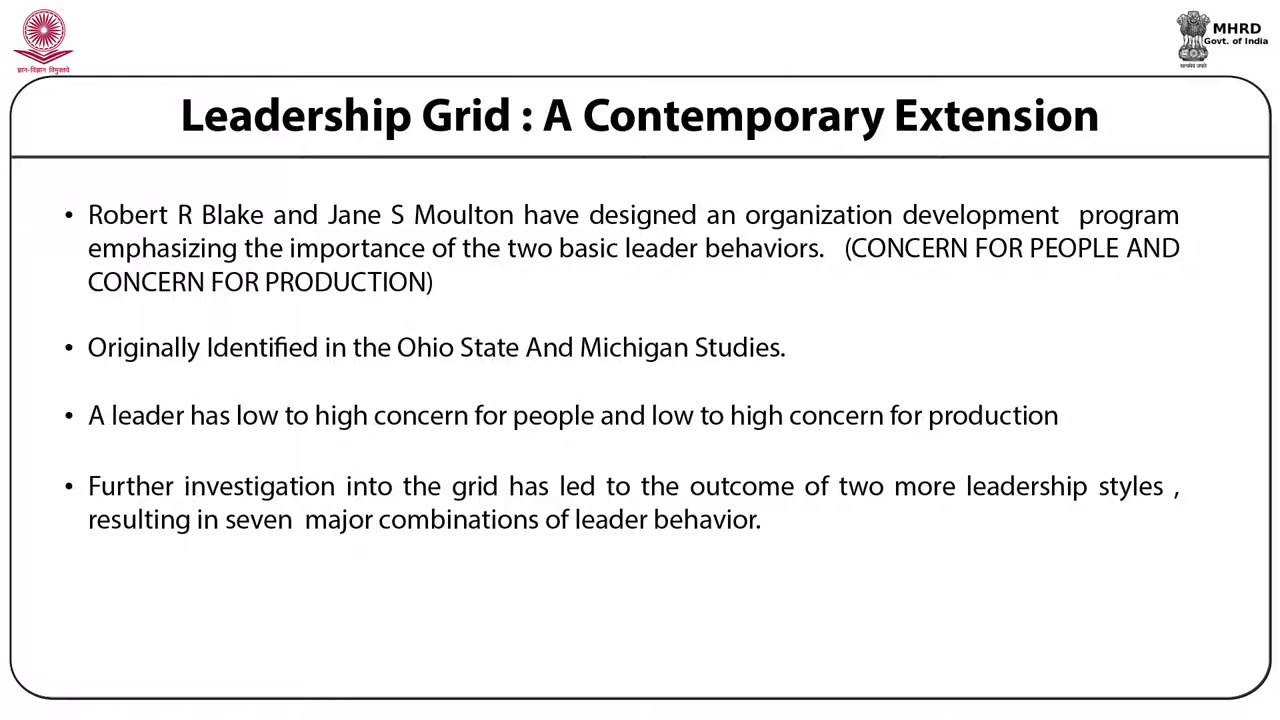 ज्ञान-विज्ञान विमुक्तये
MHRD
Govt. of India
सत्यमेव जयते
Leadership Grid : A Contemporary Extension
• Robert R Blake and Jane S Moulton have designed an organization development program
emphasizing the importance of the two basic leader behaviors. (CONCERN FOR PEOPLE AND
CONCERN FOR PRODUCTION)
• Originally Identified in the Ohio State And Michigan Studies.
• A leader has low to high concern for people and low to high concern for production
• Further investigation into the grid has led to the outcome of two more leadership styles ,
resulting in seven major combinations of leader behavior.